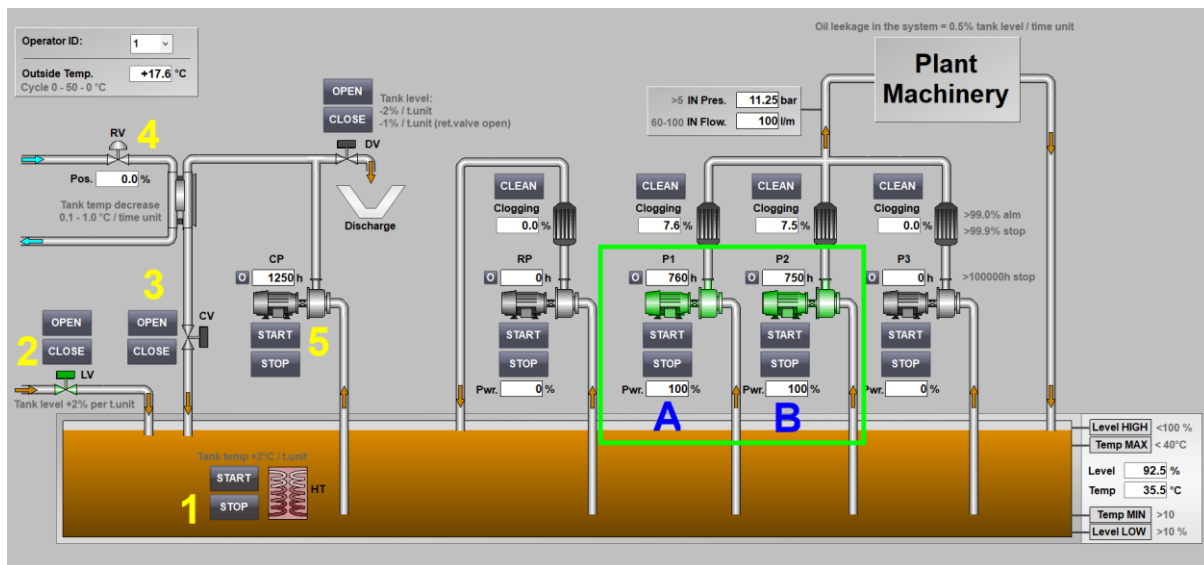 Oil leakage in the system = 0.5% tank level / time unit
Operator ID: 1
Outside Temp. +17.6 °C
Cycle 0 - 50 - 0 °C
Plant
Machinery
OPEN
CLOSE
Tank level:
-2% / t.unit
-1% / t.unit (ret.valve open)
DV
>5 IN Pres. 11.25 bar
60-100 IN Flow. 100 l/m
RV
4
Pos. 0.0 %
Tank temp decrease
0.1 - 1.0 °C / time unit
Discharge
CLEAN
Clogging
0.0 %
CLEAN
Clogging
7.6 %
CLEAN
Clogging
7.5 %
CLEAN
Clogging
0.0 %
>99.0% alm
>99.9% stop
CP
O 1250 h
START
STOP
5
RP
O 0 h
START
STOP
Pwr. 0 %
P1
O 760 h
START
STOP
Pwr. 100 %
A
P2
O 750 h
START
STOP
Pwr. 100 %
B
P3
O 0 h
START
STOP
Pwr. 0 %
>100000h stop
3
OPEN
CLOSE
CV
2
OPEN
CLOSE
LV
Tank level +2% per t.unit
Tank temp +2°C / t.unit
1
START
STOP
HT
Level HIGH <100 %
Temp MAX < 40°C
Level 92.5 %
Temp 35.5 °C
Temp MIN >10
Level LOW >10 %